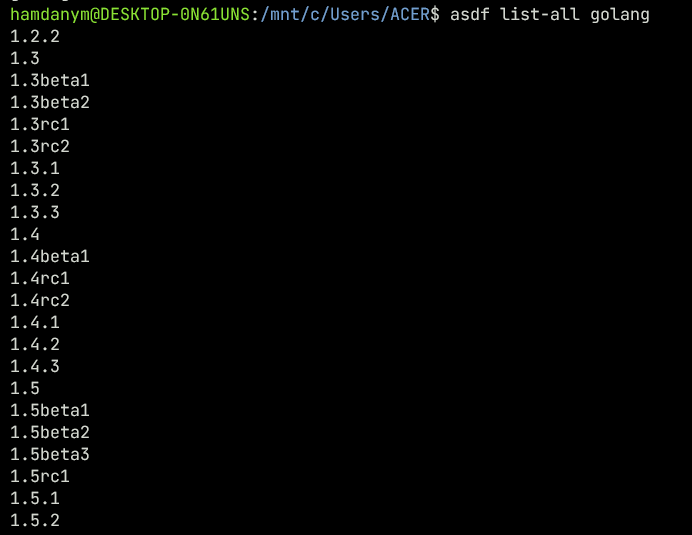 hamdanym@DESKTOP-0N61UNS:/mnt/c/Users/ACER$ asdf list-all golang
1.2.2
1.3
1.3beta1
1.3beta2
1.3rc1
1.3rc2
1.3.1
1.3.2
1.3.3
1.4
1.4beta1
1.4rc1
1.4rc2
1.4.1
1.4.2
1.4.3
1.5
1.5beta1
1.5beta2
1.5beta3
1.5rc1
1.5.1
1.5.2